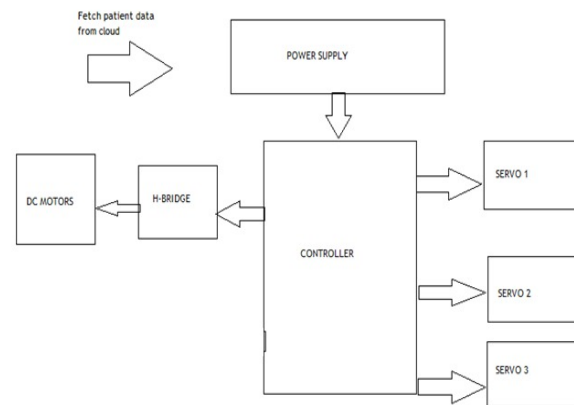 Fetch patient data
from cloud
POWER SUPPLY
DC MOTORS
H-BRIDGE
CONTROLLER
SERVO 1
SERVO 2
SERVO 3